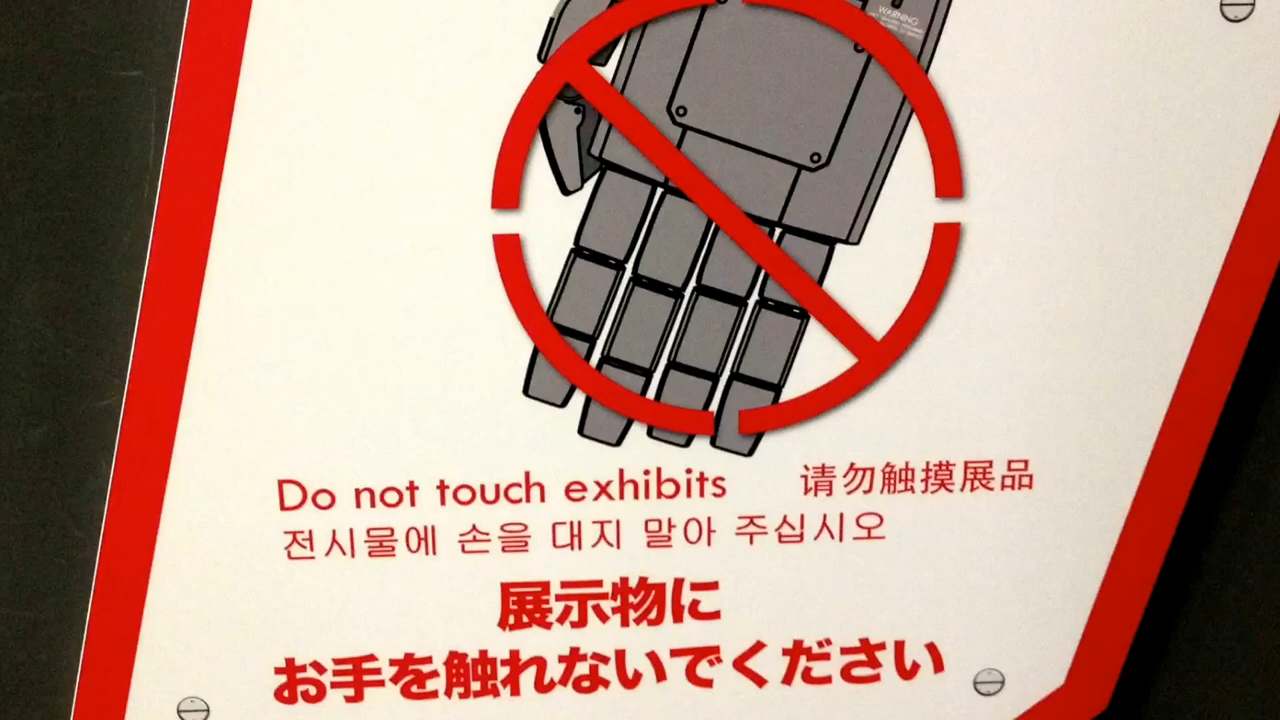 WARNING
Do not touch exhibits 请勿触摸展品
전시물에 손을 대지 말아 주십시오
展示物に
お手を触れないでください